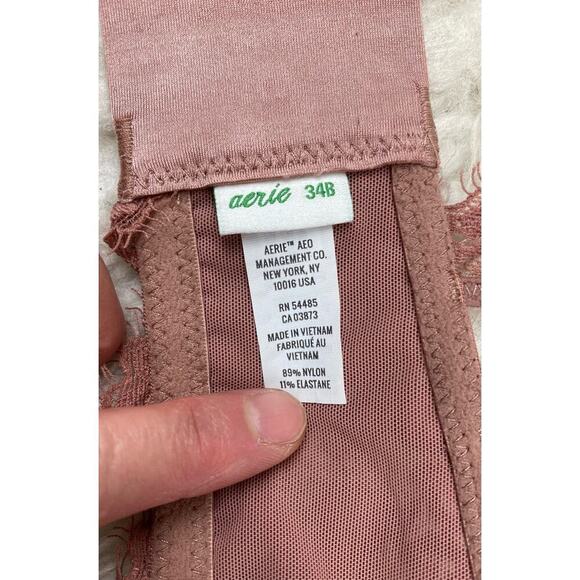 aerie 34B
AERIE™ AEO
MANAGEMENT CO.
NEW YORK, NY
10016 USA
RN 54485
CA 03873
MADE IN VIETNAM
FABRIQUÉ AU
VIETNAM
89% NYLON
11% ELASTANE